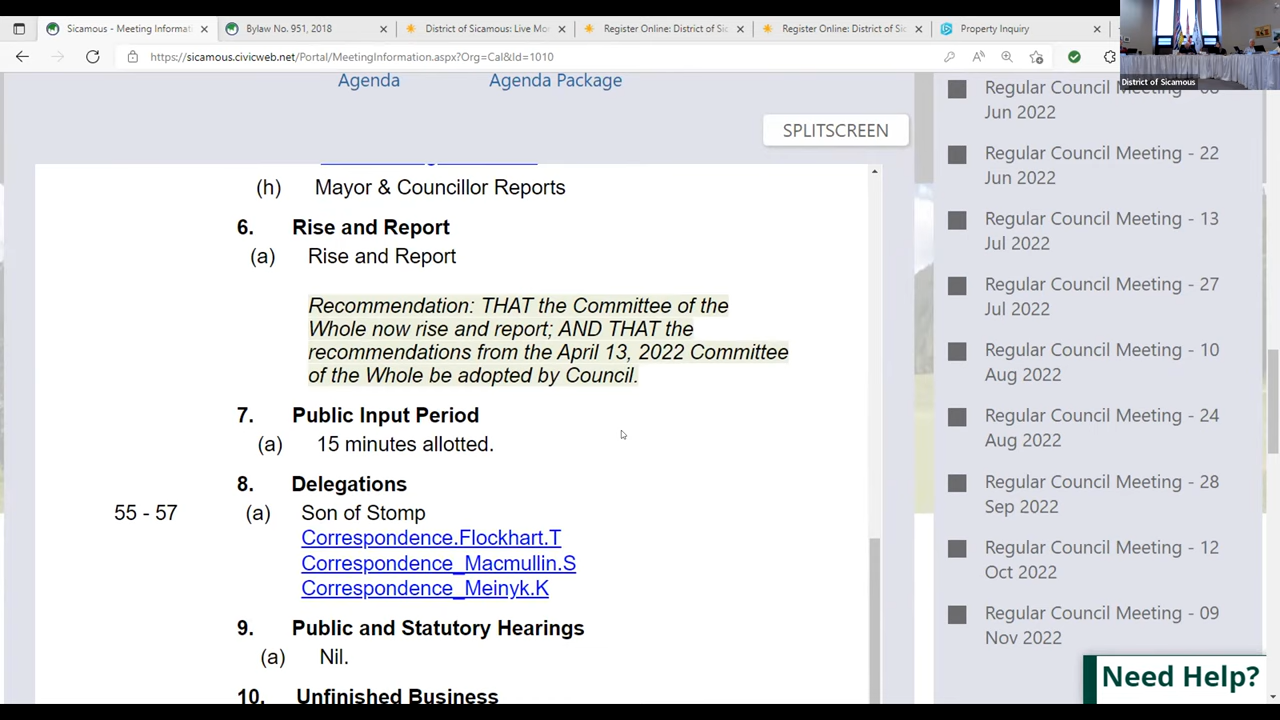 Sicamous - Meeting Informati
Bylaw No. 951, 2018
District of Sicamous: Live Mo
Register Online: District of Sic
Register Online: District of Sic
Property Inquiry
https://sicamous.civicweb.net/Portal/MeetingInformation.aspx?Org=Cal&Id=1010
District of Sicamous
Agenda
Agenda Package
SPLITSCREEN
(h) Mayor & Councillor Reports
6. Rise and Report
(a) Rise and Report
Recommendation: THAT the Committee of the
Whole now rise and report; AND THAT the
recommendations from the April 13, 2022 Committee
of the Whole be adopted by Council.
7. Public Input Period
(a) 15 minutes allotted.
8. Delegations
55 - 57 (a) Son of Stomp
Correspondence.Flockhart.T
Correspondence_Macmullin.S
Correspondence_Meinyk.K
9. Public and Statutory Hearings
(a) Nil.
10. Unfinished Business
Regular Council Meeting - 08
Jun 2022
Regular Council Meeting - 22
Jun 2022
Regular Council Meeting - 13
Jul 2022
Regular Council Meeting - 27
Jul 2022
Regular Council Meeting - 10
Aug 2022
Regular Council Meeting - 24
Aug 2022
Regular Council Meeting - 28
Sep 2022
Regular Council Meeting - 12
Oct 2022
Regular Council Meeting - 09
Nov 2022
Need Help?